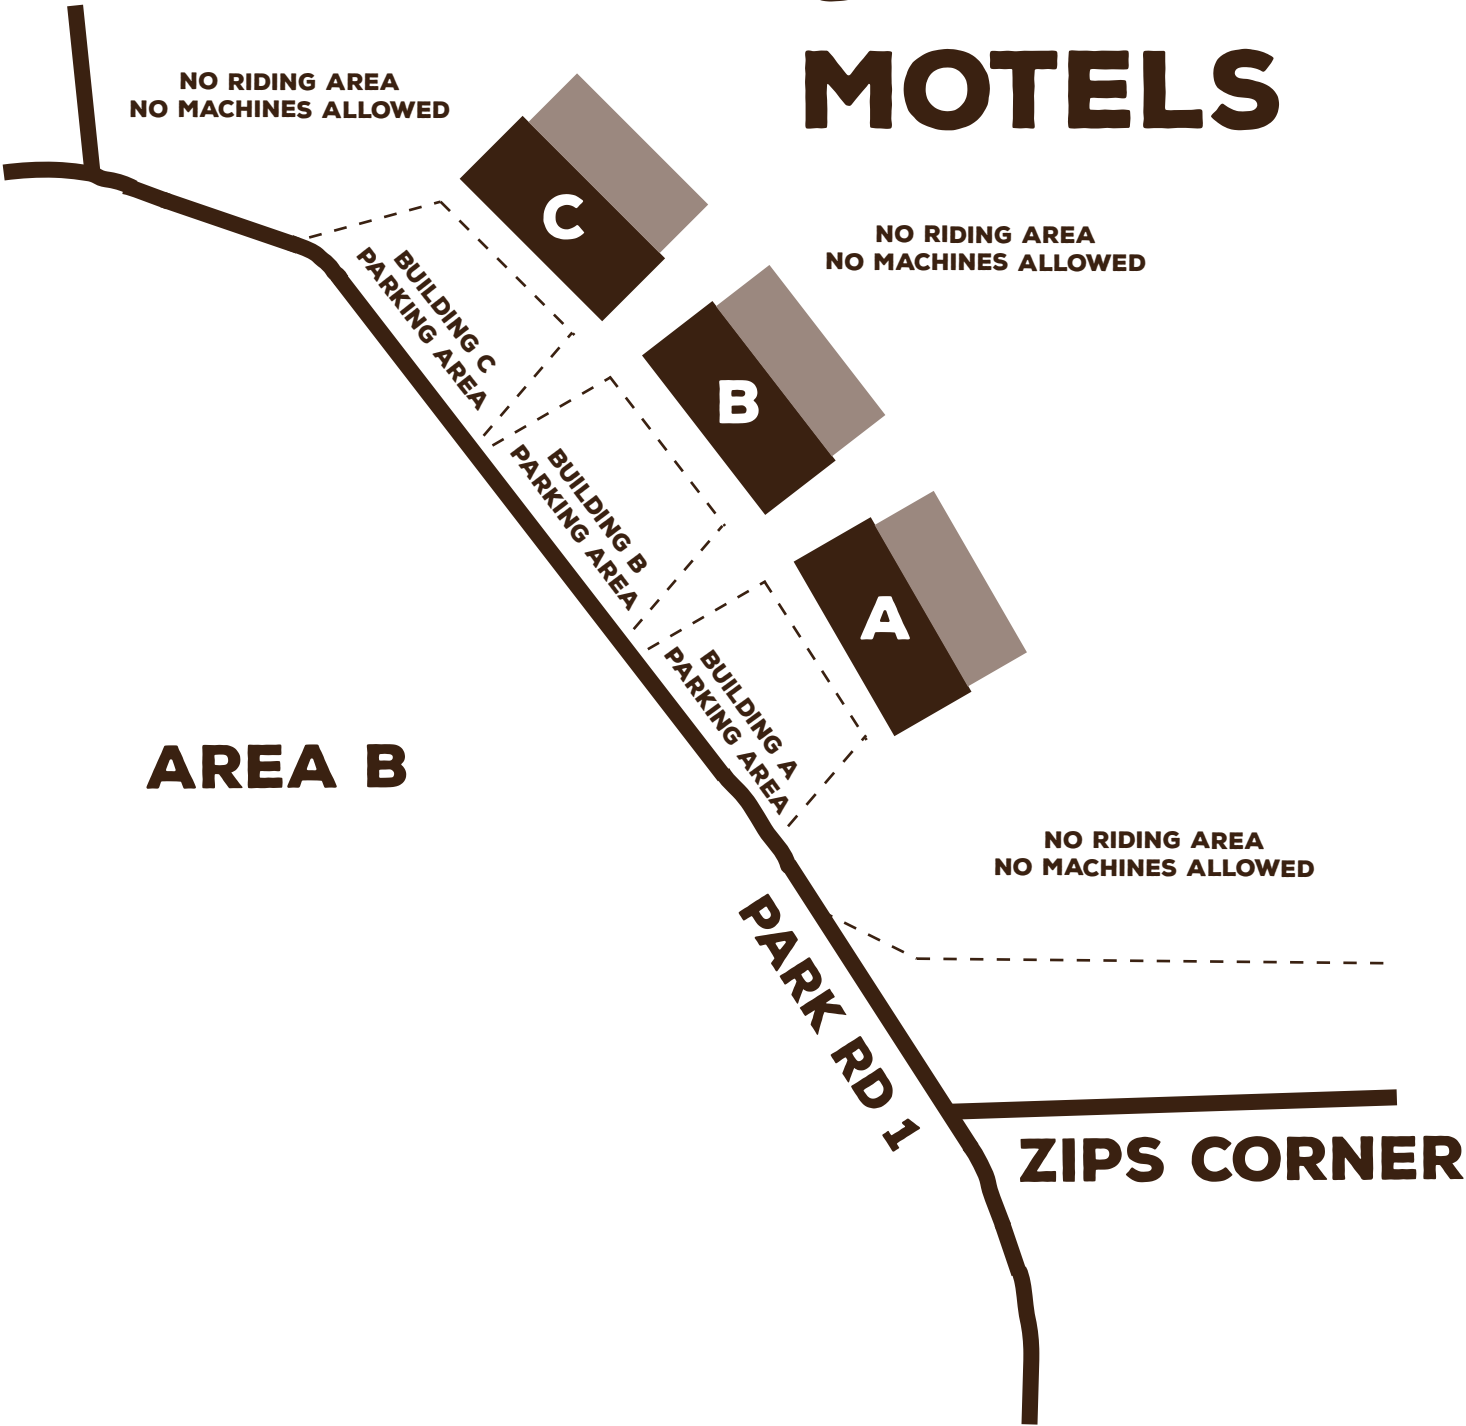 MOTELS
NO RIDING AREA
NO MACHINES ALLOWED
C
NO RIDING AREA
NO MACHINES ALLOWED
BUILDING C
PARKING AREA
B
BUILDING B
PARKING AREA
A
BUILDING A
PARKING AREA
AREA B
NO RIDING AREA
NO MACHINES ALLOWED
PARK RD 1
ZIPS CORNER